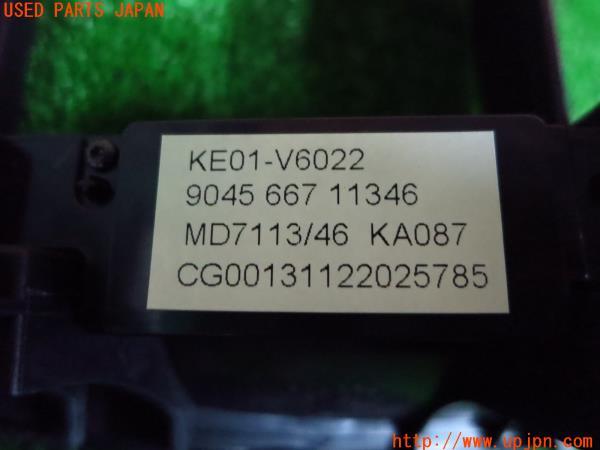 USED PARTS JAPAN
KE01-V6022
9045 667 11346
MD7113/46 KA087
CG00131122025785
http://www.upjpn.com/